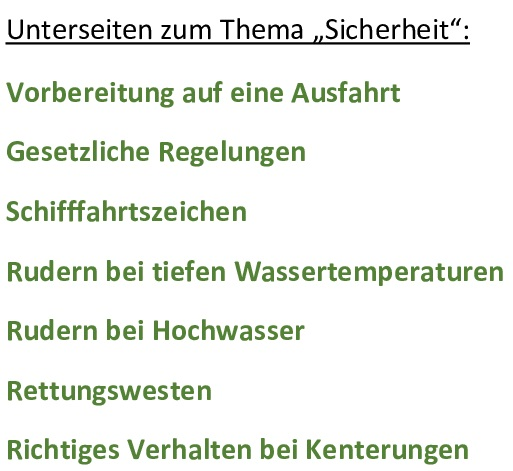 Unterseiten zum Thema „Sicherheit“:
Vorbereitung auf eine Ausfahrt
Gesetzliche Regelungen
Schifffahrtszeichen
Rudern bei tiefen Wassertemperaturen
Rudern bei Hochwasser
Rettungswesten
Richtiges Verhalten bei Kenterungen